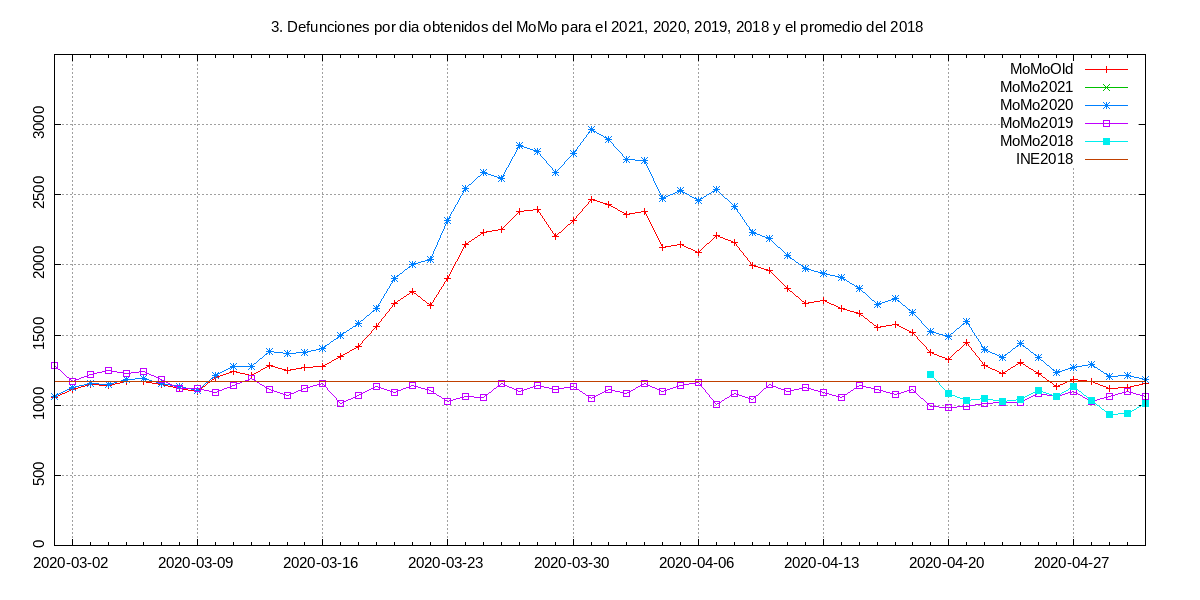 3. Defunciones por dia obtenidos del MoMo para el 2021, 2020, 2019, 2018 y el promedio del 2018
MoMoOld
MoMo2021
MoMo2020
MoMo2019
MoMo2018
INE2018
3000
2500
2000
1500
1000
500
0
2020-03-02 2020-03-09 2020-03-16 2020-03-23 2020-03-30 2020-04-06 2020-04-13 2020-04-20 2020-04-27